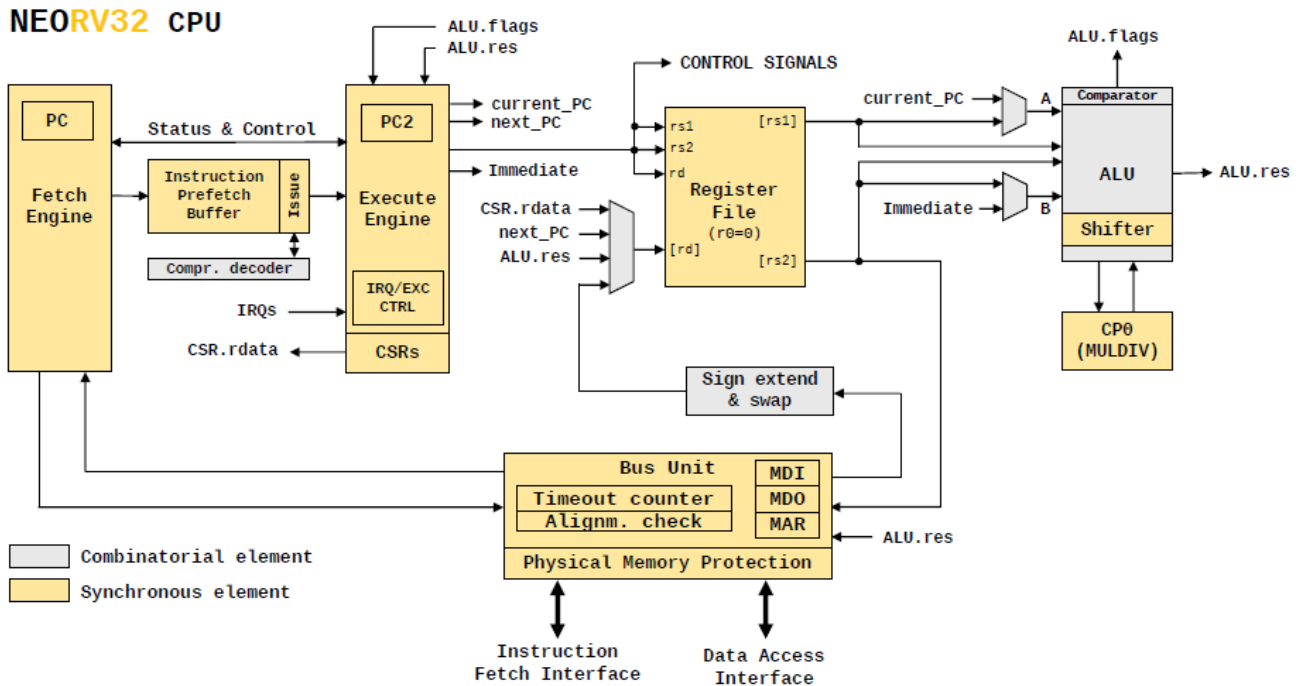 NEORV32 CPU
ALU.flags
ALU.res
CONTROL SIGNALS
ALU.flags
PC
Fetch
Engine
Status & Control
Instruction
Prefetch
Buffer
Issue
Compr. decoder
PC2
Execute
Engine
IRQ/EXC
CTRL
CSRs
IRQs
CSR.rdata
current_PC
next_PC
Immediate
CSR.rdata
next_PC
ALU.res
rs1
rs2
rd
[rd]
[rs1]
Register
File
(r0=0)
[rs2]
current_PC
A
Immediate
B
Comparator
ALU
Shifter
ALU.res
CP0
(MULDIV)
Sign extend
& swap
Bus Unit
Timeout counter
Alignm. check
MDI
MDO
MAR
ALU.res
Physical Memory Protection
Combinatorial element
Synchronous element
Instruction
Fetch Interface
Data Access
Interface